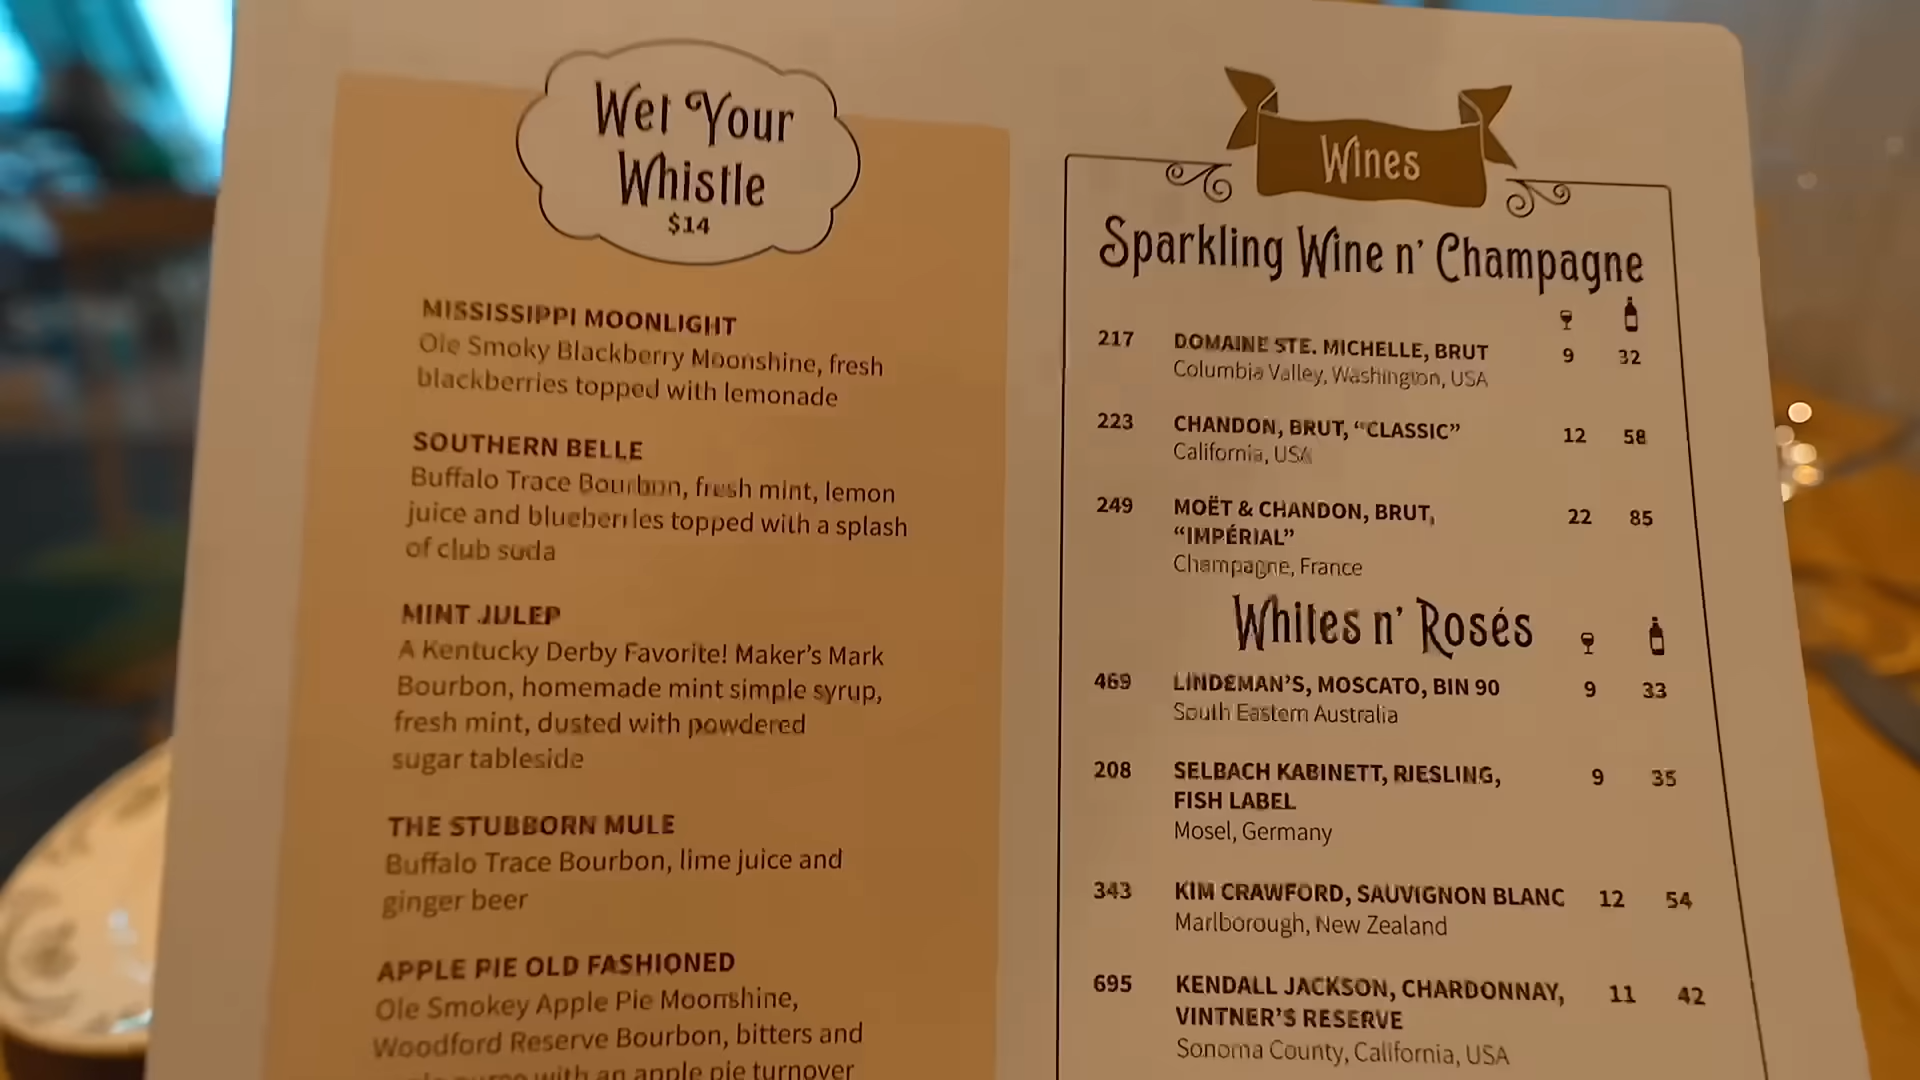 Wet Your
Whistle
$14
MISSISSIPPI MOONLIGHT
Ole Smoky Blackberry Moonshine, fresh
blackberries topped with lemonade
SOUTHERN BELLE
Buffalo Trace Bourbon, fresh mint, lemon
juice and blueberries topped with a splash
of club soda
MINT JULEP
A Kentucky Derby Favorite! Maker's Mark
Bourbon, homemade mint simple syrup,
fresh mint, dusted with powdered
sugar tableside
THE STUBBORN MULE
Buffalo Trace Bourbon, lime juice and
ginger beer
APPLE PIE OLD FASHIONED
Ole Smokey Apple Pie Moonshine,
Woodford Reserve Bourbon, bitters and
with an apple pie turnover
Wines
Sparkling Wine n' Champagne
217 DOMAINE STE. MICHELLE, BRUT 9 32
Columbia Valley, Washington, USA
223 CHANDON, BRUT, “CLASSIC” 12 58
California, USA
249 MOËT & CHANDON, BRUT, 22 85
“IMPÉRIAL”
Champagne, France
Whites n' Rosés
469 LINDEMAN'S, MOSCATO, BIN 90 9 33
South Eastern Australia
208 SELBACH KABINETT, RIESLING, 9 35
FISH LABEL
Mosel, Germany
343 KIM CRAWFORD, SAUVIGNON BLANC 12 54
Marlborough, New Zealand
695 KENDALL JACKSON, CHARDONNAY, 11 42
VINTNER'S RESERVE
Sonoma County, California, USA